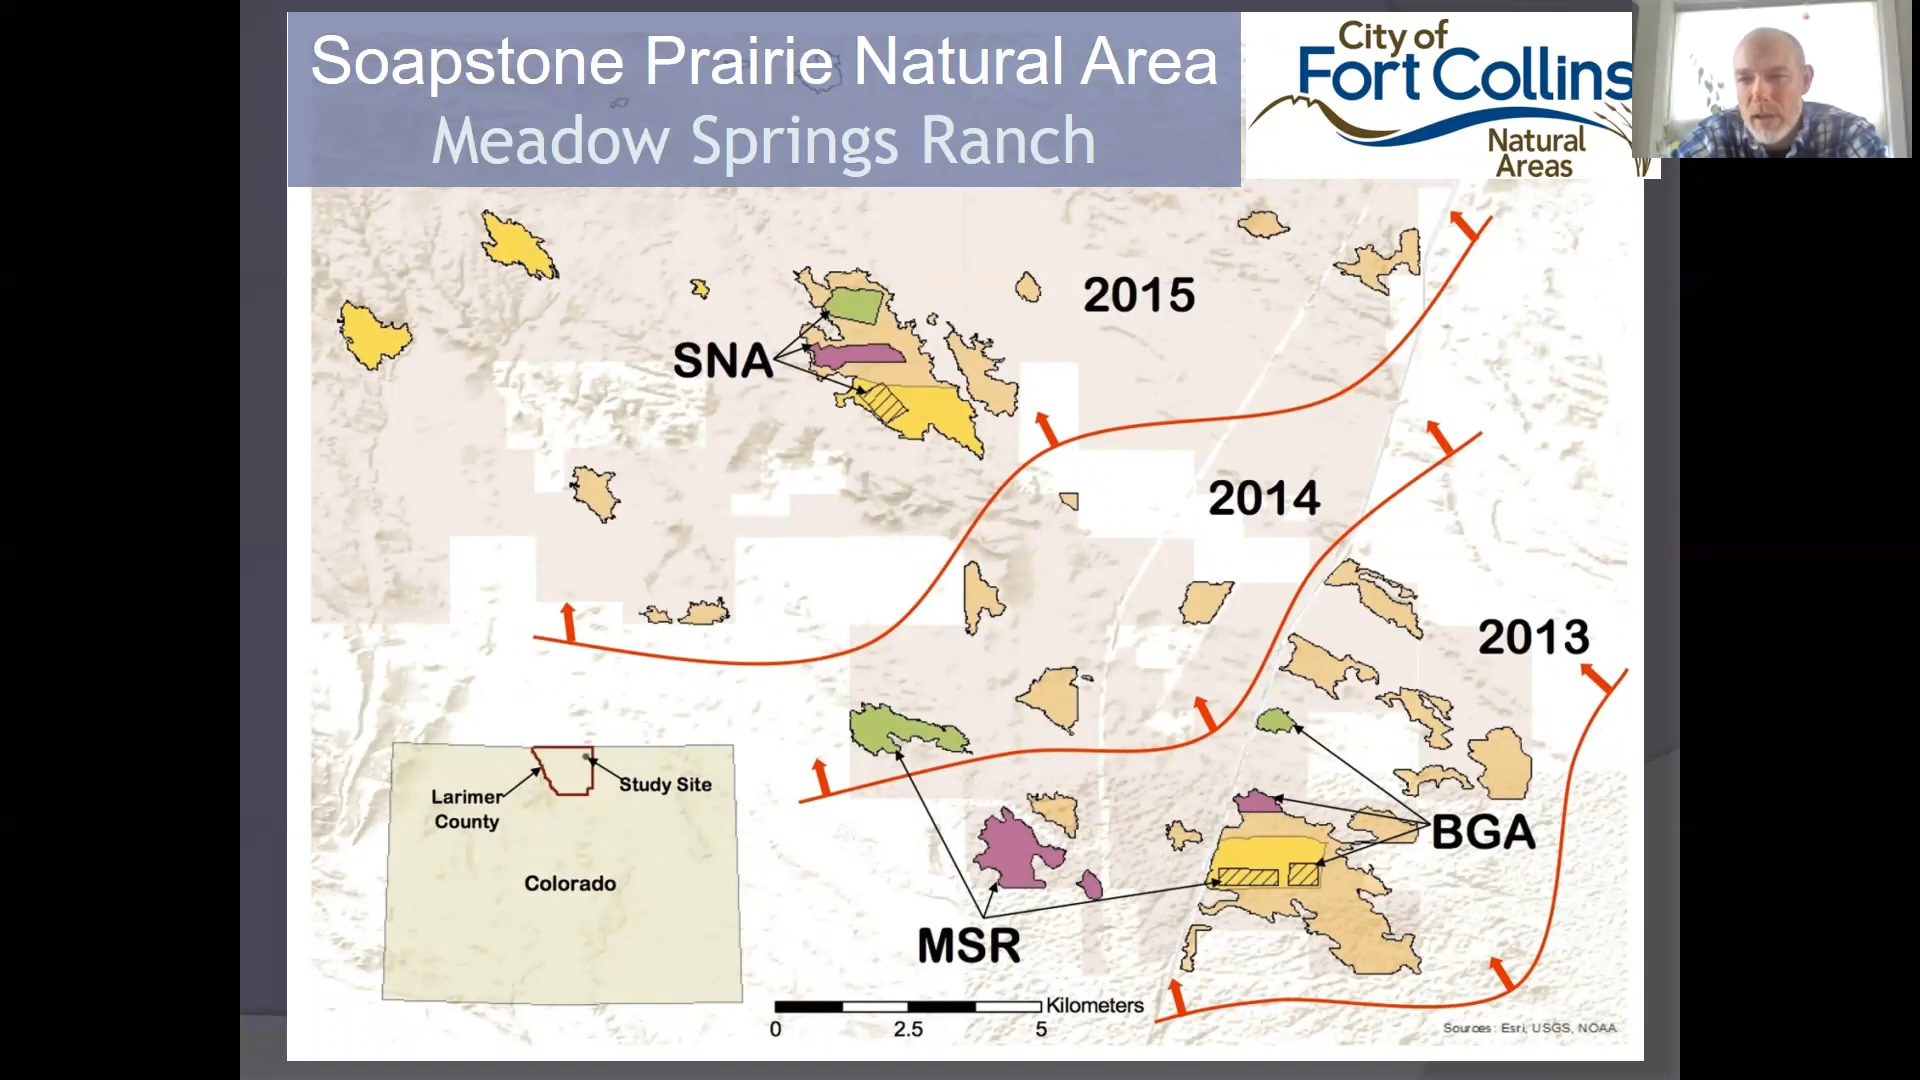 Soapstone Prairie Natural Area
Meadow Springs Ranch
City of
Fort Collins
Natural
Areas
2015
SNA
2014
2013
Larimer
County
Study Site
Colorado
BGA
MSR
Kilometers
0 2.5 5
Sources: Esri, USGS, NOAA